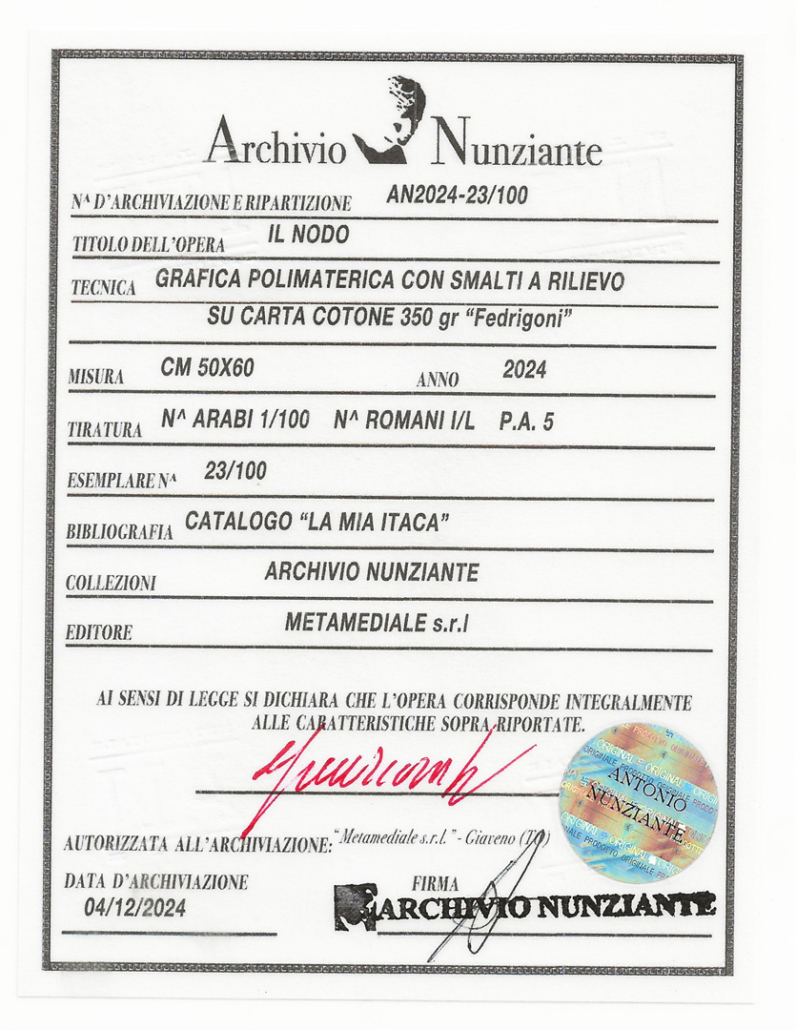 Archivio Nunziante
N^ D'ARCHIVIAZIONE E RIPARTIZIONE AN2024-23/100
TITOLO DELL'OPERA IL NODO
TECNICA GRAFICA POLIMATERICA CON SMALTI A RILIEVO
SU CARTA COTONE 350 gr "Fedrigoni"
MISURA CM 50X60 ANNO 2024
TIRATURA N^ ARABI 1/100 N^ ROMANI I/L P.A. 5
ESEMPLARE N^ 23/100
BIBLIOGRAFIA CATALOGO "LA MIA ITACA"
COLLEZIONI ARCHIVIO NUNZIANTE
EDITORE METAMEDIALE s.r.l
AI SENSI DI LEGGE SI DICHIARA CHE L'OPERA CORRISPONDE INTEGRALMENTE
ALLE CARATTERISTICHE SOPRA RIPORTATE.
ANTONIO
NUNZIANTE
AUTORIZZATA ALL'ARCHIVIAZIONE: "Metamediale s.r.l." - Giaveno (TO)
DATA D'ARCHIVIAZIONE FIRMA
04/12/2024 ARCHIVIO NUNZIANTE